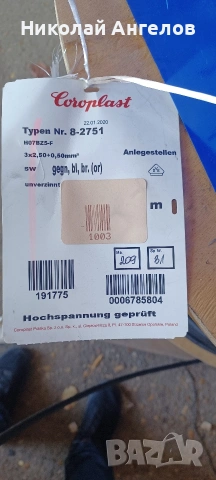 Николай Ангелов
Coroplast
22.01.2020
Typen Nr. 8-2751
H07BZ5-F
3x2,50+0,50mm² Anlegestellen
sw gegn, bl, br. (or)
unverzinnt
m
1003
209
81
191775
0006785804
Hochspannung geprüft
BAZAR